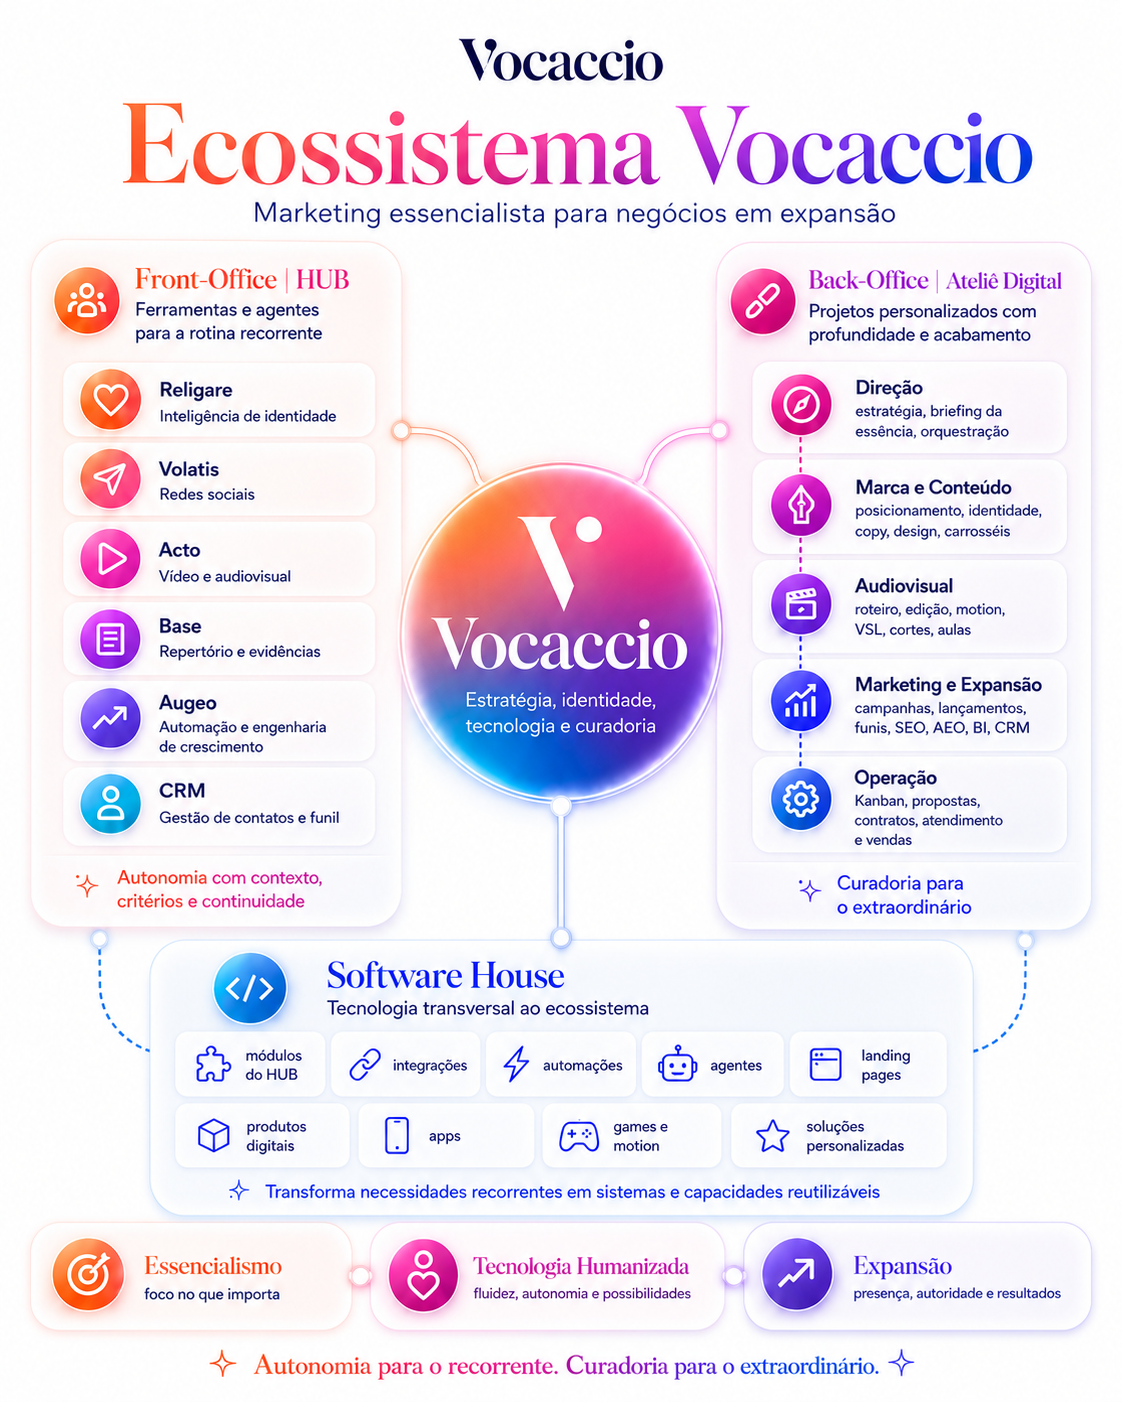 Vocaccio
Ecossistema Vocaccio
Marketing essencialista para negócios em expansão
Front-Office | HUB
Ferramentas e agentes
para a rotina recorrente
Religare
Inteligência de identidade
Volatis
Redes sociais
Acto
Vídeo e audiovisual
Base
Repertório e evidências
Augeo
Automação e engenharia
de crescimento
CRM
Gestão de contatos e funil
Autonomia com contexto,
critérios e continuidade
Vocaccio
Estratégia, identidade,
tecnologia e curadoria
Back-Office | Ateliê Digital
Projetos personalizados com
profundidade e acabamento
Direção
estratégia, briefing da
essência, orquestração
Marca e Conteúdo
posicionamento, identidade,
copy, design, carrosséis
Audiovisual
roteiro, edição, motion,
VSL, cortes, aulas
Marketing e Expansão
campanhas, lançamentos,
funis, SEO, AEO, BI, CRM
Operação
Kanban, propostas,
contratos, atendimento
e vendas
Curadoria para
o extraordinário
Software House
Tecnologia transversal ao ecossistema
módulos
do HUB
integrações
automações
agentes
landing
pages
produtos
digitais
apps
games e
motion
soluções
personalizadas
Transforma necessidades recorrentes em sistemas e capacidades reutilizáveis
Essencialismo
foco no que importa
Tecnologia Humanizada
fluidez, autonomia e possibilidades
Expansão
presença, autoridade e resultados
Autonomia para o recorrente. Curadoria para o extraordinário.